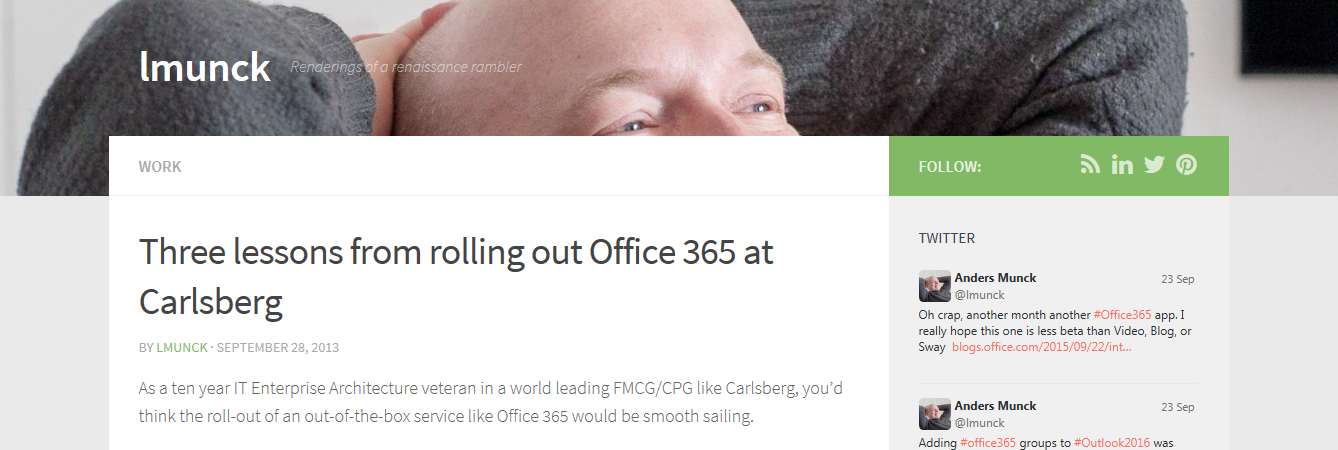 lmunck
Renderings of a renaissance rambler
WORK
FOLLOW:
Three lessons from rolling out Office 365 at
Carlsberg
BY LMUNCK · SEPTEMBER 28, 2013
As a ten year IT Enterprise Architecture veteran in a world leading FMCG/CPG like Carlsberg, you’d
think the roll-out of an out-of-the-box service like Office 365 would be smooth sailing.
TWITTER
Anders Munck 23 Sep
@lmunck
Oh crap, another month another #Office365 app. I
really hope this one is less beta than Video, Blog, or
Sway blogs.office.com/2015/09/22/int...
Anders Munck 23 Sep
@lmunck
Adding #office365 groups to #Outlook2016 was